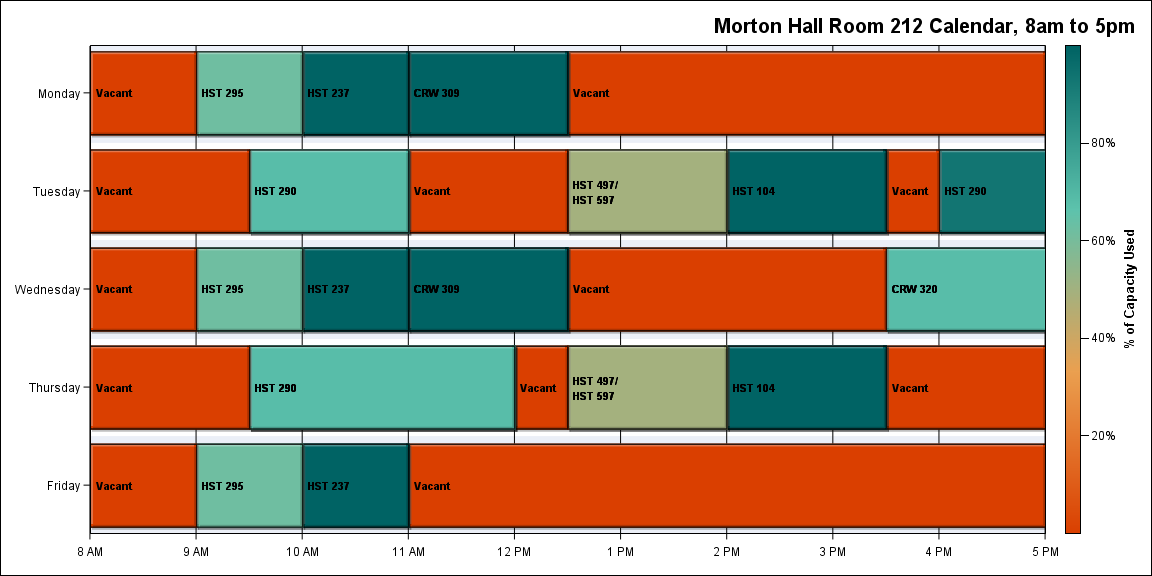 Morton Hall Room 212 Calendar, 8am to 5pm
Monday
Vacant
HST 295
HST 237
CRW 309
Vacant
Tuesday
Vacant
HST 290
Vacant
HST 497/
HST 597
HST 104
Vacant
HST 290
Wednesday
Vacant
HST 295
HST 237
CRW 309
Vacant
CRW 320
Thursday
Vacant
HST 290
Vacant
HST 497/
HST 597
HST 104
Vacant
Friday
Vacant
HST 295
HST 237
Vacant
8 AM
9 AM
10 AM
11 AM
12 PM
1 PM
2 PM
3 PM
4 PM
5 PM
80%
60%
40%
20%
% of Capacity Used